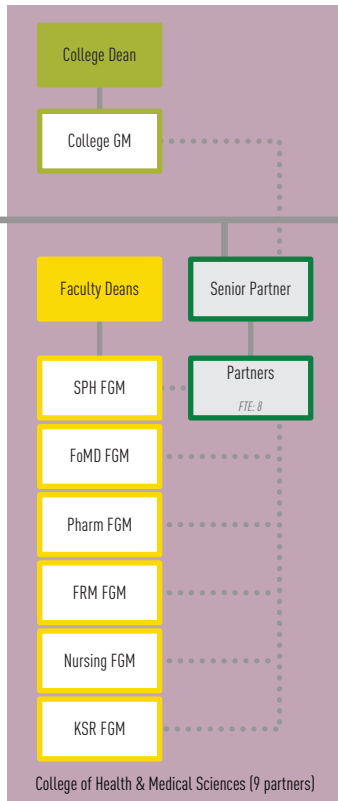 College Dean
College GM
Faculty Deans
Senior Partner
SPH FGM
Partners
FTE: 8
FoMD FGM
Pharm FGM
FRM FGM
Nursing FGM
KSR FGM
College of Health & Medical Sciences (9 partners)